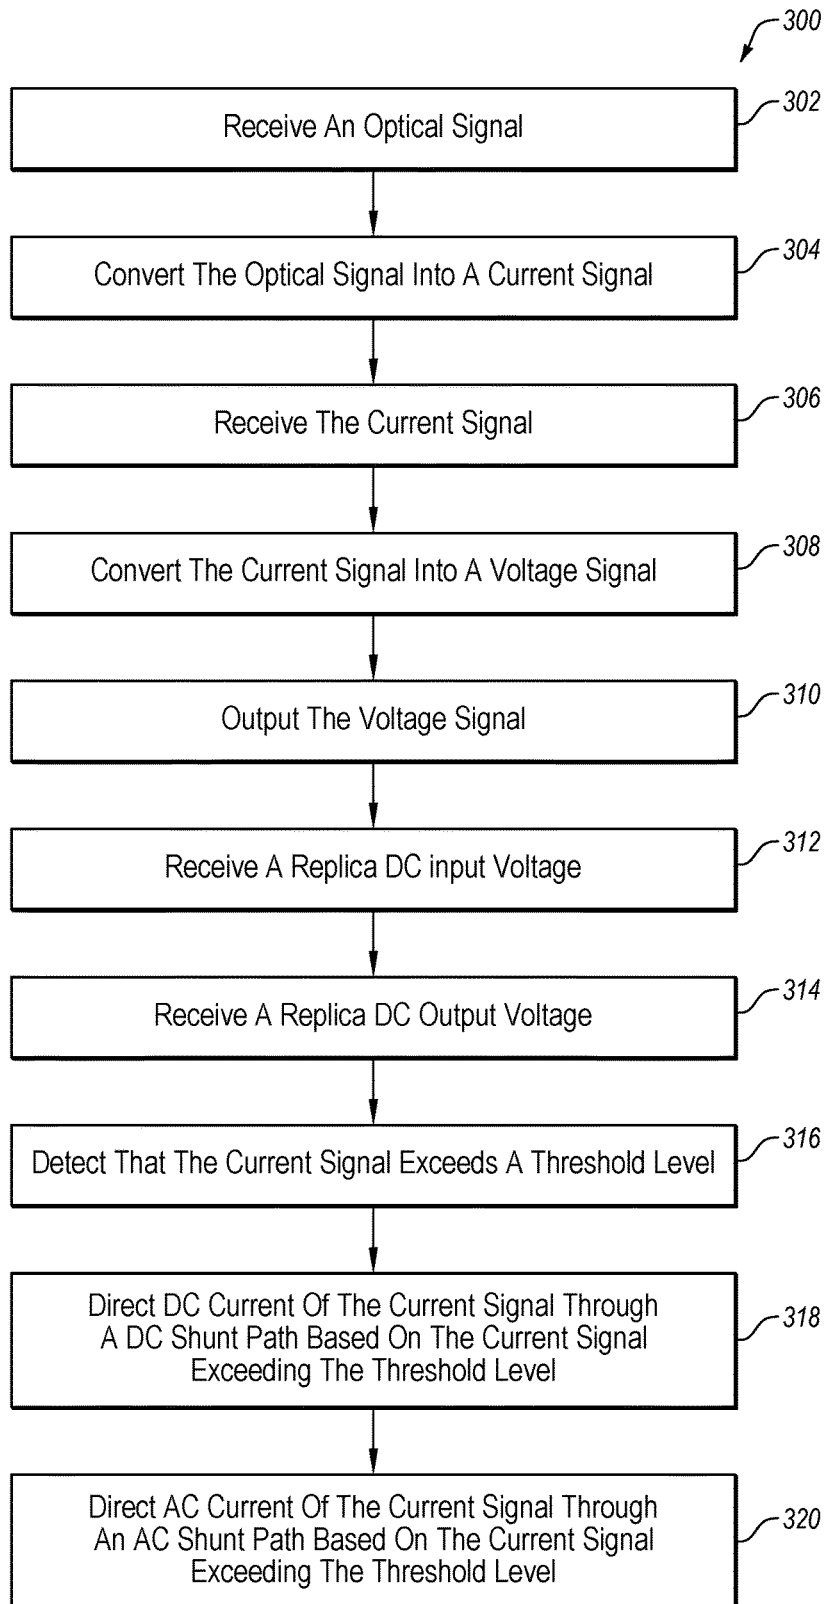 300
302
Receive An Optical Signal
304
Convert The Optical Signal Into A Current Signal
306
Receive The Current Signal
308
Convert The Current Signal Into A Voltage Signal
310
Output The Voltage Signal
312
Receive A Replica DC input Voltage
314
Receive A Replica DC Output Voltage
316
Detect That The Current Signal Exceeds A Threshold Level
318
Direct DC Current Of The Current Signal Through
A DC Shunt Path Based On The Current Signal
Exceeding The Threshold Level
320
Direct AC Current Of The Current Signal Through
An AC Shunt Path Based On The Current Signal
Exceeding The Threshold Level